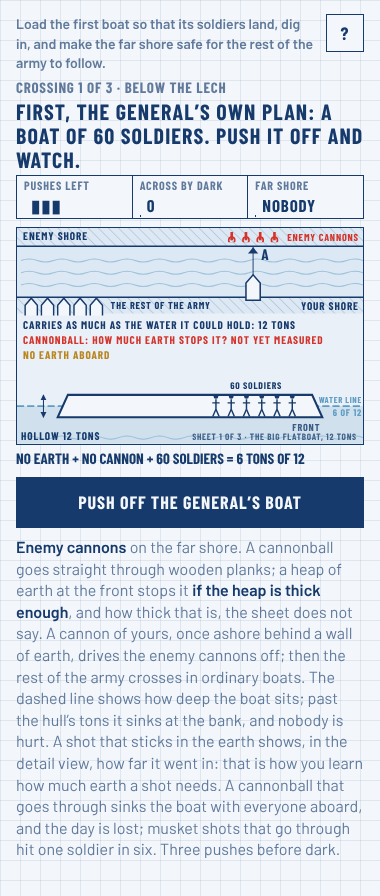 Load the first boat so that its soldiers land, dig
in, and make the far shore safe for the rest of the
army to follow.
?
CROSSING 1 OF 3 · BELOW THE LECH
FIRST, THE GENERAL'S OWN PLAN: A
BOAT OF 60 SOLDIERS. PUSH IT OFF AND
WATCH.
PUSHES LEFT
ACROSS BY DARK
0
FAR SHORE
NOBODY
ENEMY SHORE
ENEMY CANNONS
A
THE REST OF THE ARMY
YOUR SHORE
CARRIES AS MUCH AS THE WATER IT COULD HOLD: 12 TONS
CANNONBALL: HOW MUCH EARTH STOPS IT? NOT YET MEASURED
NO EARTH ABOARD
60 SOLDIERS
WATER LINE
6 OF 12
FRONT
HOLLOW 12 TONS
SHEET 1 OF 3 · THE BIG FLATBOAT, 12 TONS
NO EARTH + NO CANNON + 60 SOLDIERS = 6 TONS OF 12
PUSH OFF THE GENERAL'S BOAT
Enemy cannons on the far shore. A cannonball
goes straight through wooden planks; a heap of
earth at the front stops it if the heap is thick
enough, and how thick that is, the sheet does not
say. A cannon of yours, once ashore behind a wall
of earth, drives the enemy cannons off; then the
rest of the army crosses in ordinary boats. The
dashed line shows how deep the boat sits; past
the hull's tons it sinks at the bank, and nobody is
hurt. A shot that sticks in the earth shows, in the
detail view, how far it went in: that is how you learn
how much earth a shot needs. A cannonball that
goes through sinks the boat with everyone aboard,
and the day is lost; musket shots that go through
hit one soldier in six. Three pushes before dark.